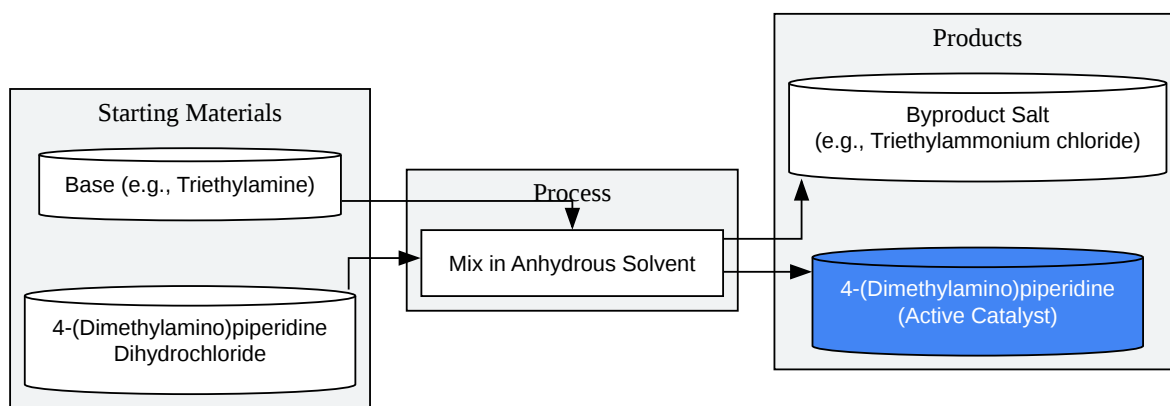 Starting Materials
Base (e.g., Triethylamine)
4-(Dimethylamino)piperidine
Dihydrochloride
Process
Mix in Anhydrous Solvent
Products
Byproduct Salt
(e.g., Triethylammonium chloride)
4-(Dimethylamino)piperidine
(Active Catalyst)